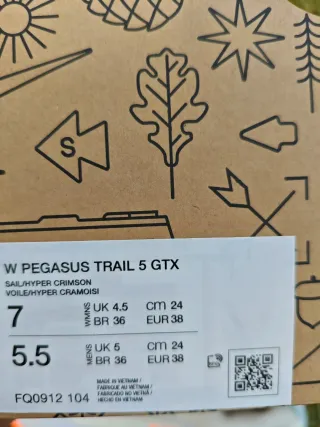 S
W PEGASUS TRAIL 5 GTX
SAIL/HYPER CRIMSON
VOILE/HYPER CRAMOISI
7 WMNS UK 4.5 CM 24
BR 36 EUR 38
5.5 MENS UK 5 CM 24
BR 36 EUR 38
MADE IN VIETNAM /
FABRIQUE AU VIETNAM /
FABRICADO NO VIETNÃ /
HECHO EN VIETNAM
FQ0912 104